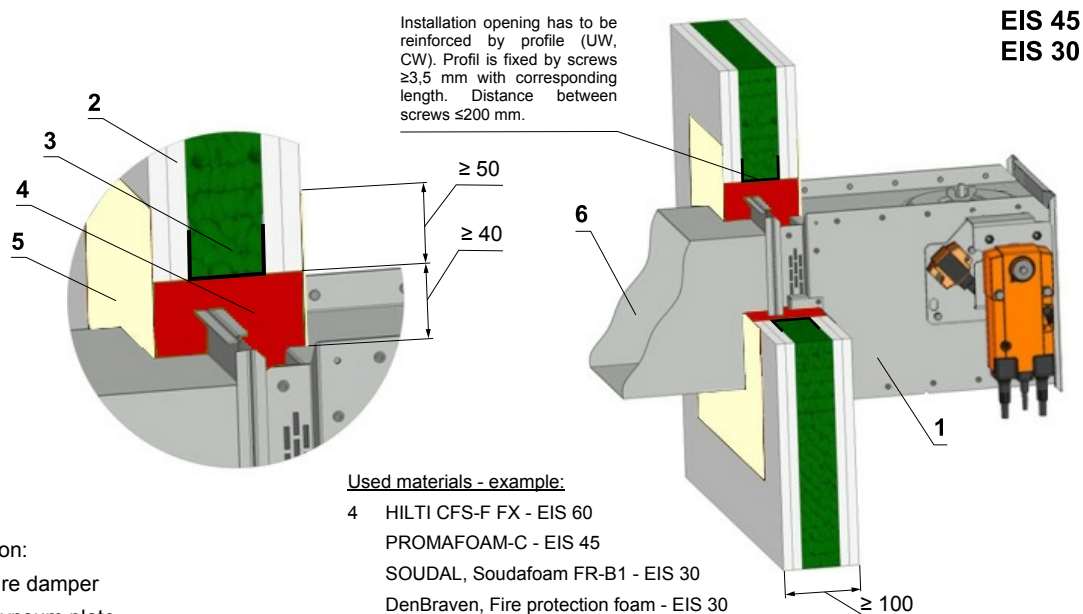 EIS 45
EIS 30
Installation opening has to be
reinforced by profile (UW,
CW). Profil is fixed by screws
≥3,5 mm with corresponding
length. Distance between
screws ≤200 mm.
2
3
4
5
≥ 50
≥ 40
6
1
≥ 100
Used materials - example:
4 HILTI CFS-F FX - EIS 60
PROMAFOAM-C - EIS 45
SOUDAL, Soudafoam FR-B1 - EIS 30
DenBraven, Fire protection foam - EIS 30
on:
re damper